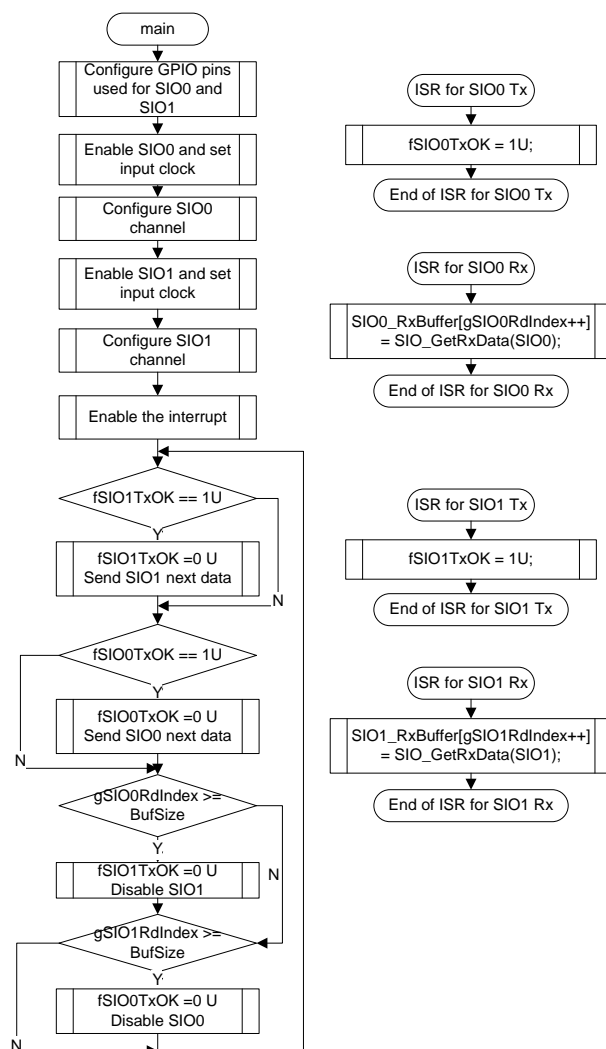 main
Configure GPIO pins
used for SIO0 and
SIO1
Enable SIO0 and set
input clock
Configure SIO0
channel
Enable SIO1 and set
input clock
Configure SIO1
channel
Enable the interrupt
fSIO1TxOK == 1U
Y
N
fSIO1TxOK =0 U
Send SIO1 next data
fSIO0TxOK == 1U
Y
N
fSIO0TxOK =0 U
Send SIO0 next data
gSIO0RdIndex >=
BufSize
Y
N
fSIO1TxOK =0 U
Disable SIO1
gSIO1RdIndex >=
BufSize
Y
N
fSIO0TxOK =0 U
Disable SIO0
ISR for SIO0 Tx
fSIO0TxOK = 1U;
End of ISR for SIO0 Tx
ISR for SIO0 Rx
SIO0_RxBuffer[gSIO0RdIndex++]
= SIO_GetRxData(SIO0);
End of ISR for SIO0 Rx
ISR for SIO1 Tx
fSIO1TxOK = 1U;
End of ISR for SIO1 Tx
ISR for SIO1 Rx
SIO1_RxBuffer[gSIO1RdIndex++]
= SIO_GetRxData(SIO1);
End of ISR for SIO1 Rx